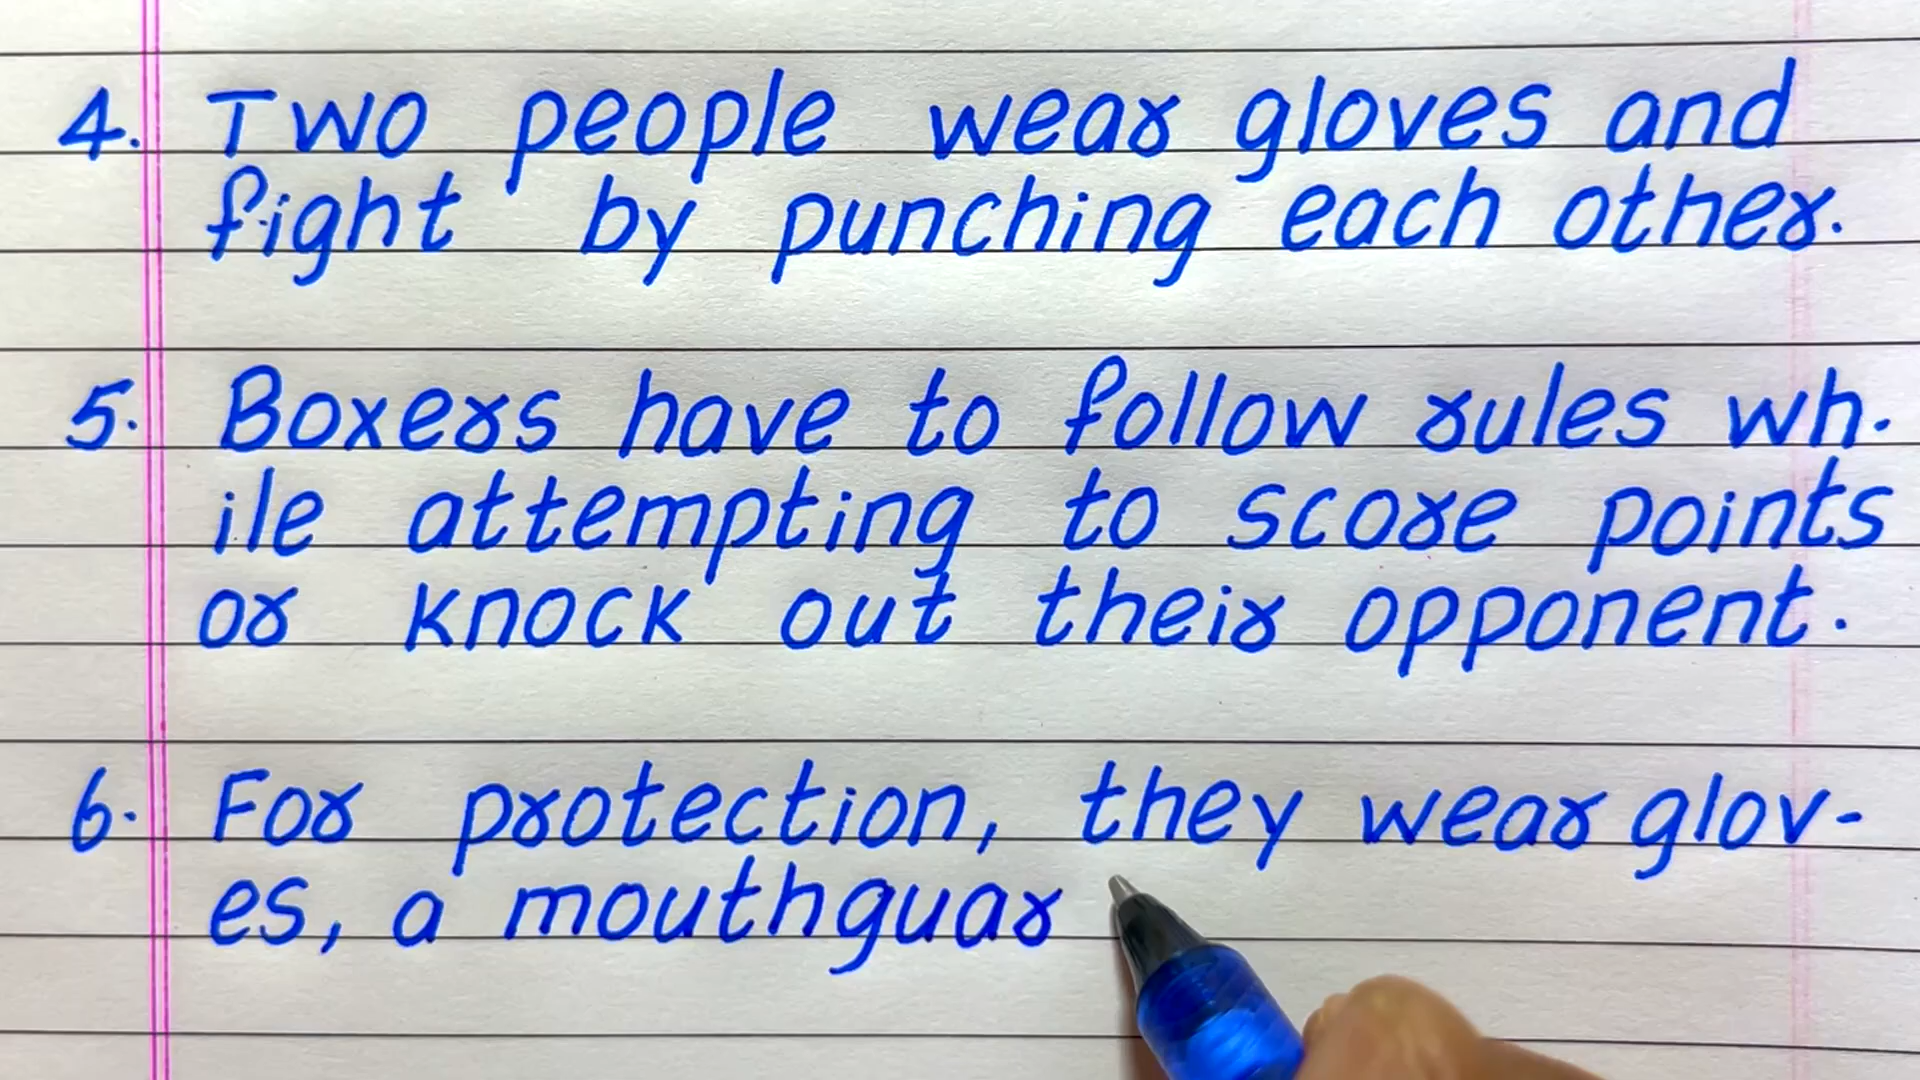 4. Two people wear gloves and
fight by punching each other.
5. Boxers have to follow rules wh.
ile attempting to score points
or knock out their opponent.
6. For protection, they wear glov-
es, a mouthguar